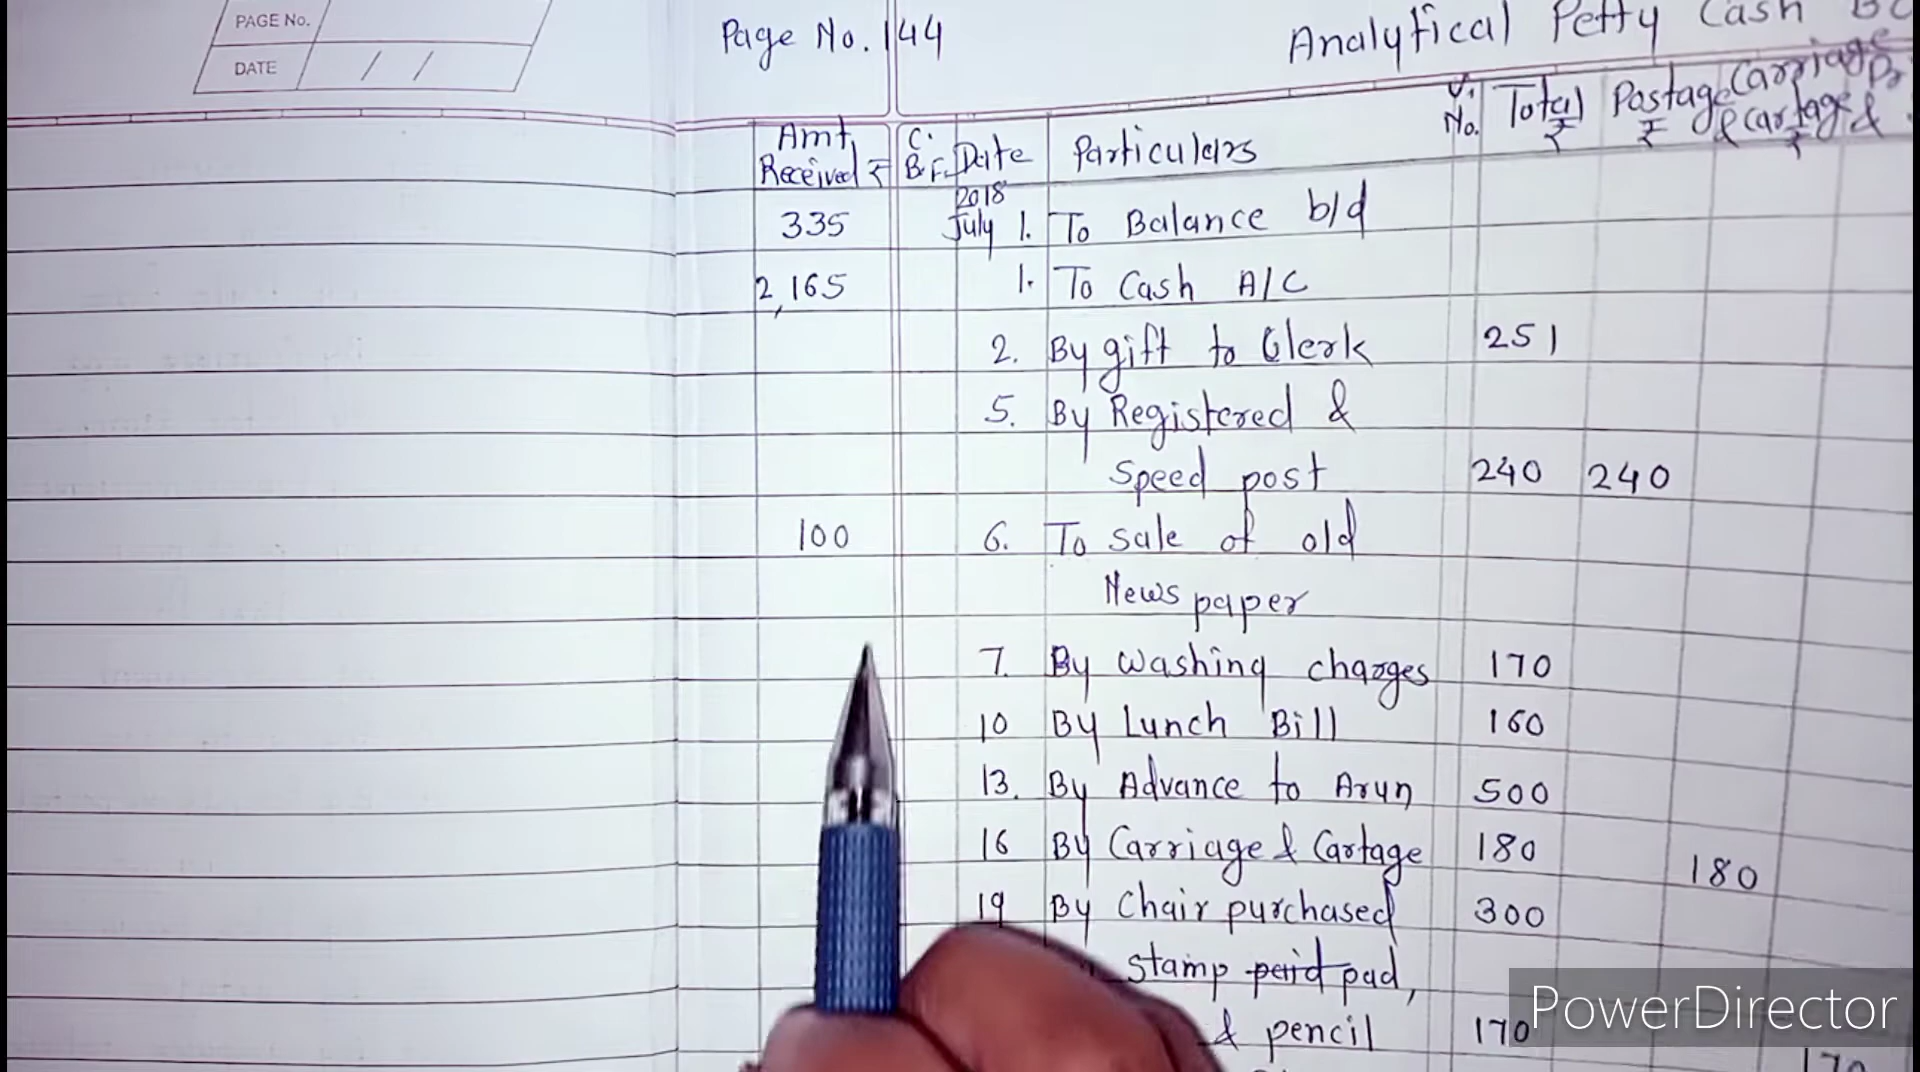 PAGE No.
DATE / /
Page No. 144
Analytical Petty Cash
Amt. Received ₹ C. B.F. Date Particulars V. No. Total ₹ Postage ₹ Carriage & Cartage ₹ &
2018
335 July 1. To Balance b/d
2,165 1. To Cash A/C
2. By gift to Clerk 251
5. By Registered &
Speed post 240 240
100 6. To sale of old
News paper
7. By washing charges 170
10 By Lunch Bill 160
13. By Advance to Arun 500
16 By Carriage & Cartage 180 180
19 By Chair purchased 300
stamp paid pad,
& pencil 170
170
PowerDirector